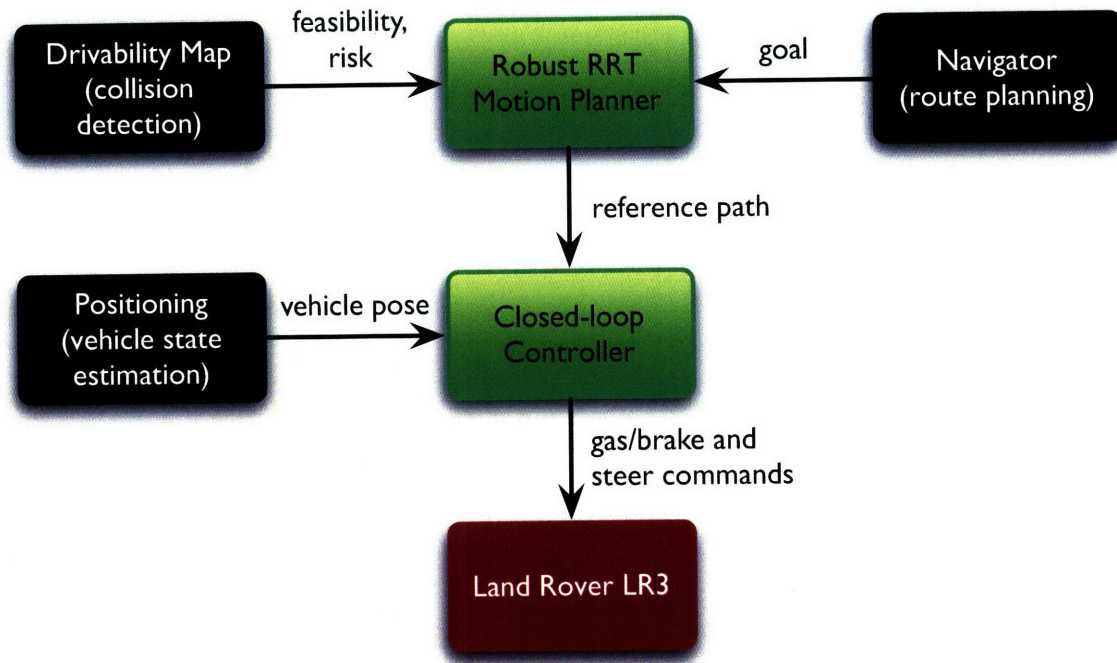 Drivability Map
(collision
detection)
feasibility,
risk
Robust RRT
Motion Planner
goal
Navigator
(route planning)
reference path
Positioning
(vehicle state
estimation)
vehicle pose
Closed-loop
Controller
gas/brake and
steer commands
Land Rover LR3